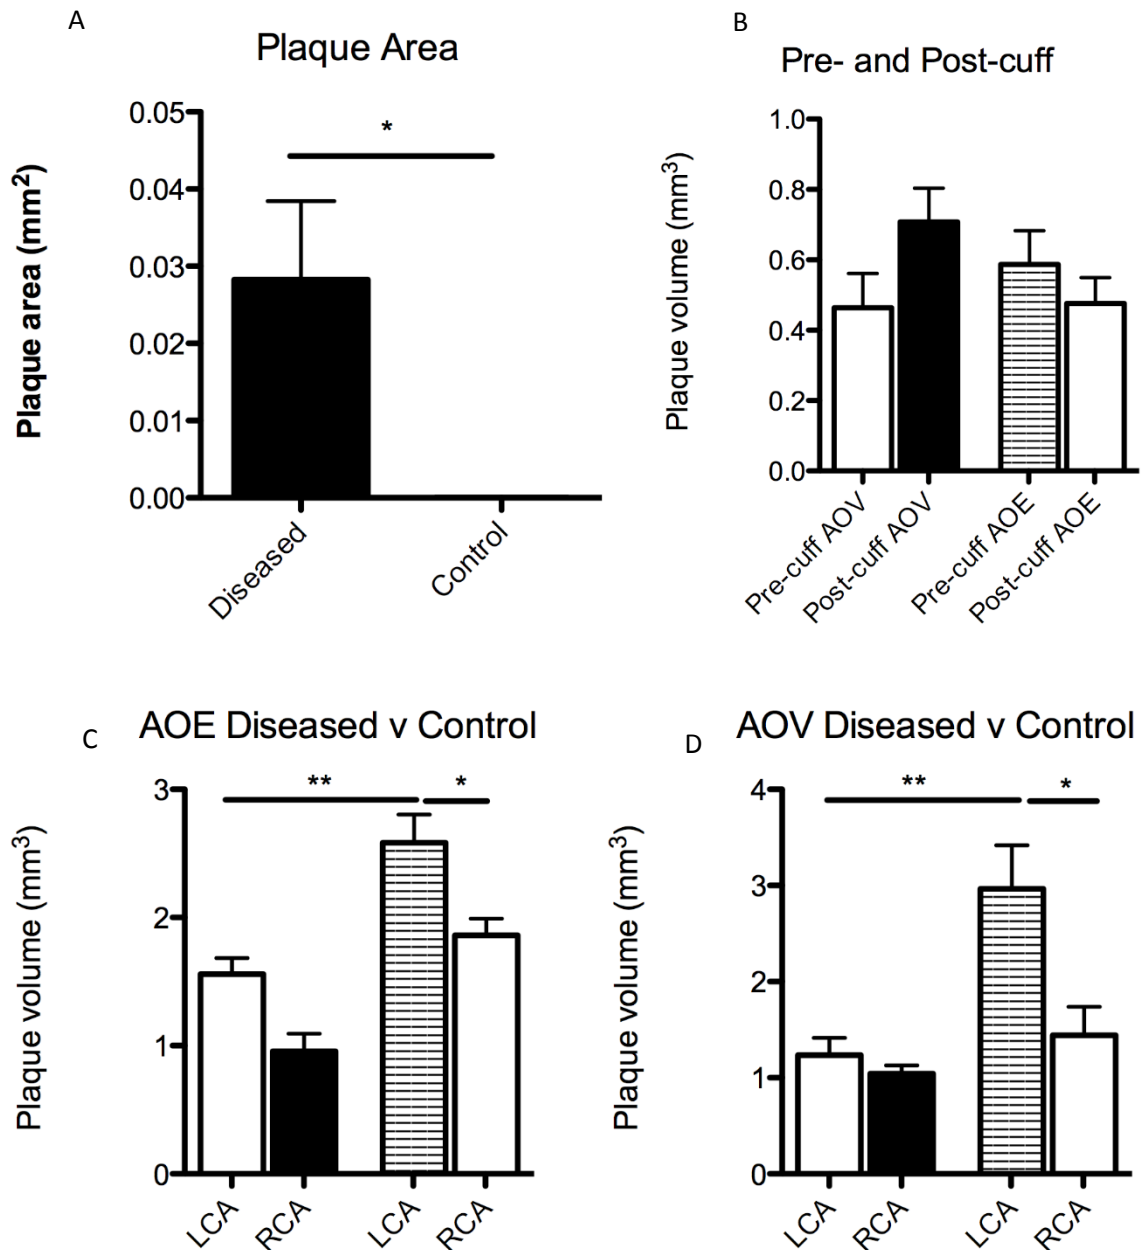 A
Plaque Area
Plaque area (mm²)
0.05
0.04
0.03
0.02
0.01
0.00
*
Diseased
Control
B
Pre- and Post-cuff
Plaque volume (mm³)
1.0
0.8
0.6
0.4
0.2
0.0
Pre-cuff AOV
Post-cuff AOV
Pre-cuff AOE
Post-cuff AOE
C
AOE Diseased v Control
Plaque volume (mm³)
3
2
1
0
**
*
LCA
RCA
LCA
RCA
D
AOV Diseased v Control
Plaque volume (mm³)
4
3
2
1
0
**
*
LCA
RCA
LCA
RCA